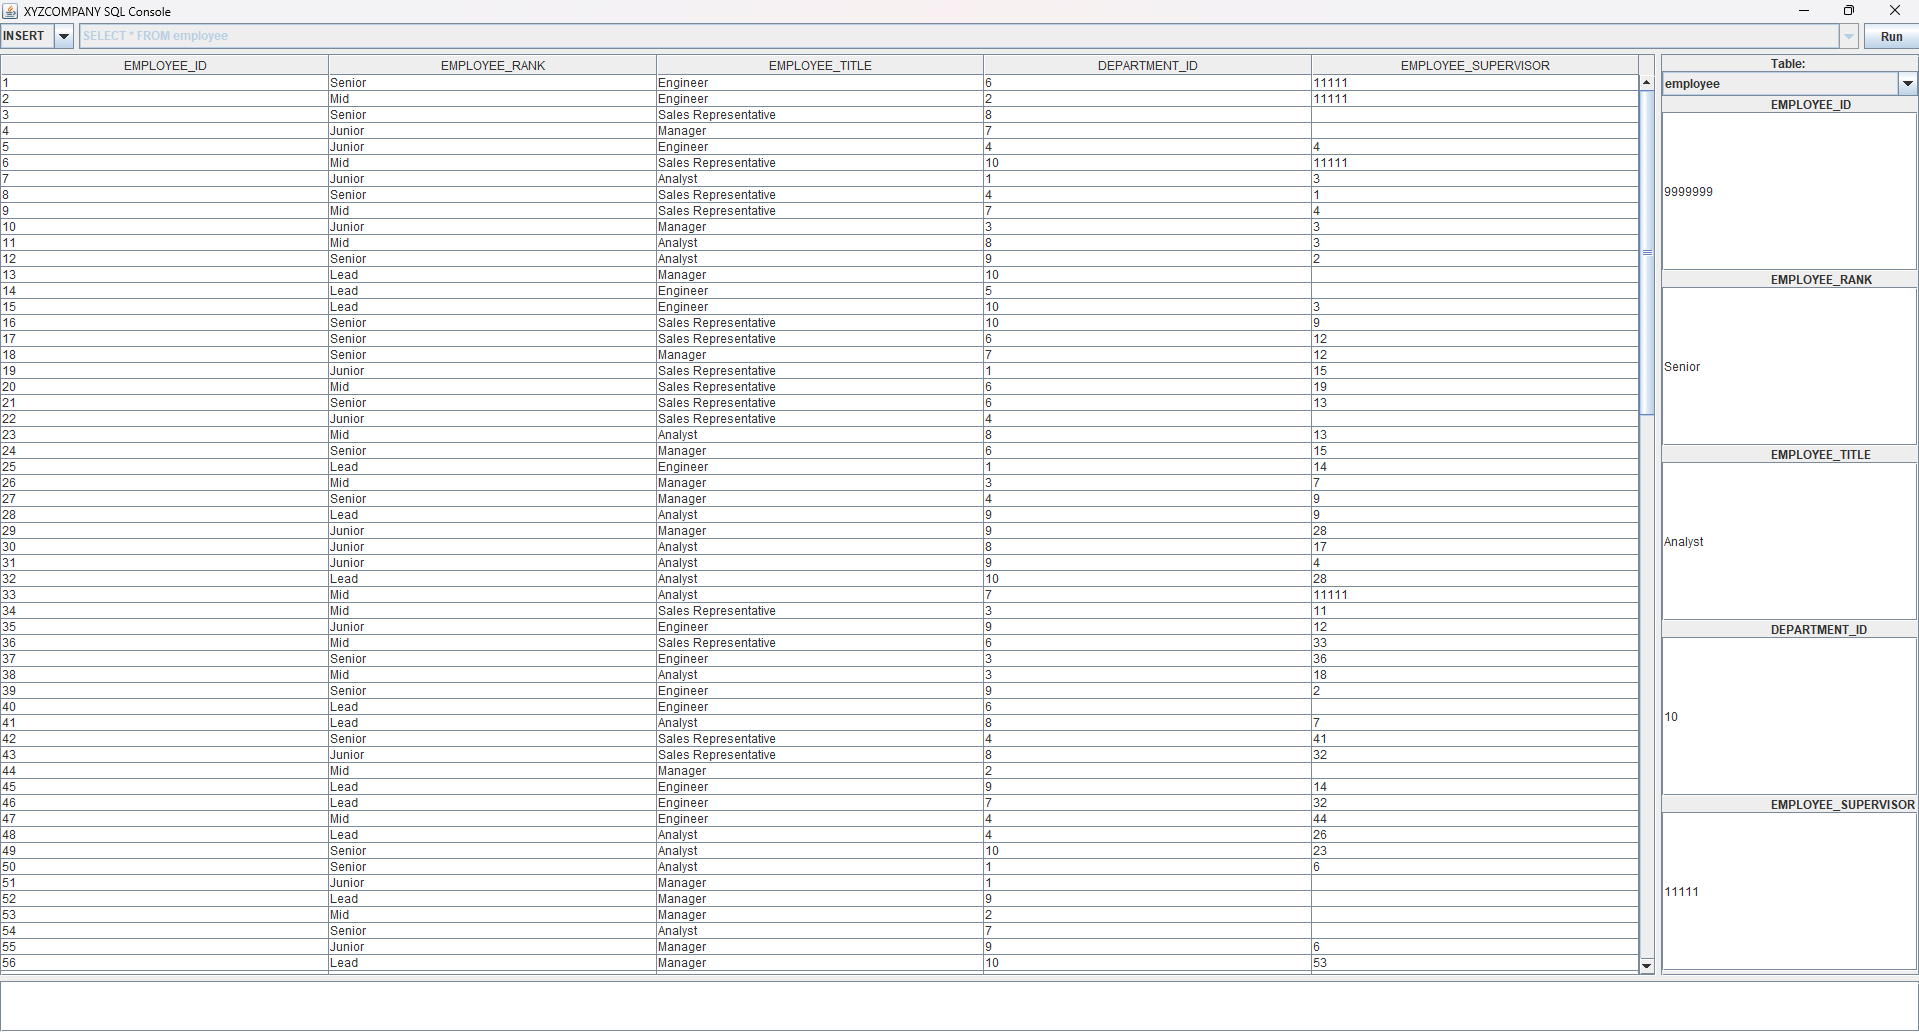 XYZCOMPANY SQL Console
INSERT SELECT * FROM employee Run
EMPLOYEE_ID EMPLOYEE_RANK EMPLOYEE_TITLE DEPARTMENT_ID EMPLOYEE_SUPERVISOR
1 Senior Engineer 6 11111
2 Mid Engineer 2 11111
3 Senior Sales Representative 8
4 Junior Manager 7
5 Junior Engineer 4 4
6 Mid Sales Representative 10 11111
7 Junior Analyst 1 3
8 Senior Sales Representative 4 1
9 Mid Sales Representative 7 4
10 Junior Manager 3 3
11 Mid Analyst 8 3
12 Senior Analyst 9 2
13 Lead Manager 10
14 Lead Engineer 5
15 Lead Engineer 10 3
16 Senior Sales Representative 10 9
17 Senior Sales Representative 6 12
18 Senior Manager 7 12
19 Junior Sales Representative 1 15
20 Mid Sales Representative 6 19
21 Senior Sales Representative 6 13
22 Junior Sales Representative 4
23 Mid Analyst 8 13
24 Senior Manager 6 15
25 Lead Engineer 1 14
26 Mid Manager 3 7
27 Senior Manager 4 9
28 Lead Analyst 9 9
29 Junior Manager 9 28
30 Junior Analyst 8 17
31 Junior Analyst 9 4
32 Lead Analyst 10 28
33 Mid Analyst 7 11111
34 Mid Sales Representative 3 11
35 Junior Engineer 9 12
36 Mid Sales Representative 6 33
37 Senior Engineer 3 36
38 Mid Analyst 3 18
39 Senior Engineer 9 2
40 Lead Engineer 6
41 Lead Analyst 8 7
42 Senior Sales Representative 4 41
43 Junior Sales Representative 8 32
44 Mid Manager 2
45 Lead Engineer 9 14
46 Lead Engineer 7 32
47 Mid Engineer 4 44
48 Lead Analyst 4 26
49 Senior Analyst 10 23
50 Senior Analyst 1 6
51 Junior Manager 1
52 Lead Manager 9
53 Mid Manager 2
54 Senior Analyst 7
55 Junior Manager 9 6
56 Lead Manager 10 53
Table:
employee
EMPLOYEE_ID
9999999
EMPLOYEE_RANK
Senior
EMPLOYEE_TITLE
Analyst
DEPARTMENT_ID
10
EMPLOYEE_SUPERVISOR
11111